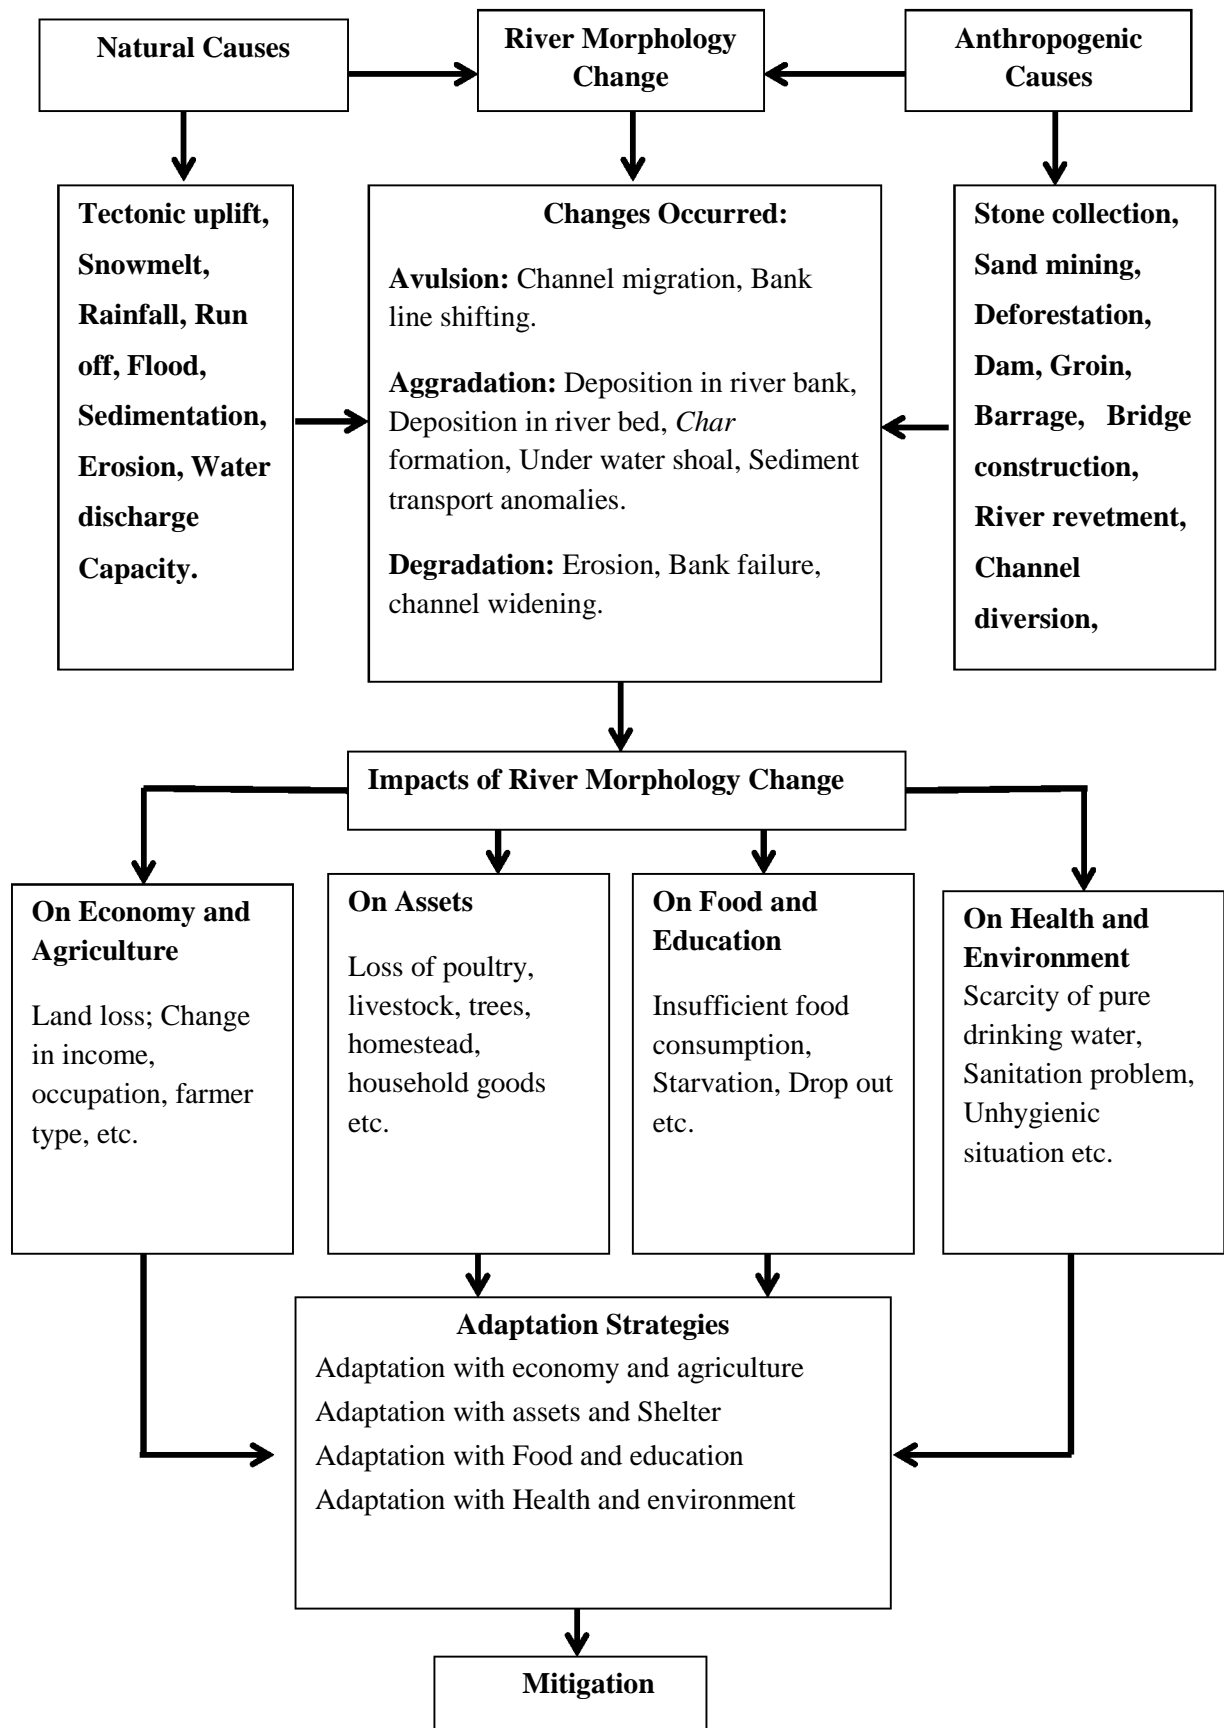 Natural Causes
River Morphology
Change
Anthropogenic
Causes
Tectonic uplift,
Snowmelt,
Rainfall, Run
off, Flood,
Sedimentation,
Erosion, Water
discharge
Capacity.
Changes Occurred:
Avulsion: Channel migration, Bank
line shifting.
Aggradation: Deposition in river bank,
Deposition in river bed, Char
formation, Under water shoal, Sediment
transport anomalies.
Degradation: Erosion, Bank failure,
channel widening.
Stone collection,
Sand mining,
Deforestation,
Dam, Groin,
Barrage, Bridge
construction,
River revetment,
Channel
diversion,
Impacts of River Morphology Change
On Economy and
Agriculture
Land loss; Change
in income,
occupation, farmer
type, etc.
On Assets
Loss of poultry,
livestock, trees,
homestead,
household goods
etc.
On Food and
Education
Insufficient food
consumption,
Starvation, Drop out
etc.
On Health and
Environment
Scarcity of pure
drinking water,
Sanitation problem,
Unhygienic
situation etc.
Adaptation Strategies
Adaptation with economy and agriculture
Adaptation with assets and Shelter
Adaptation with Food and education
Adaptation with Health and environment
Mitigation